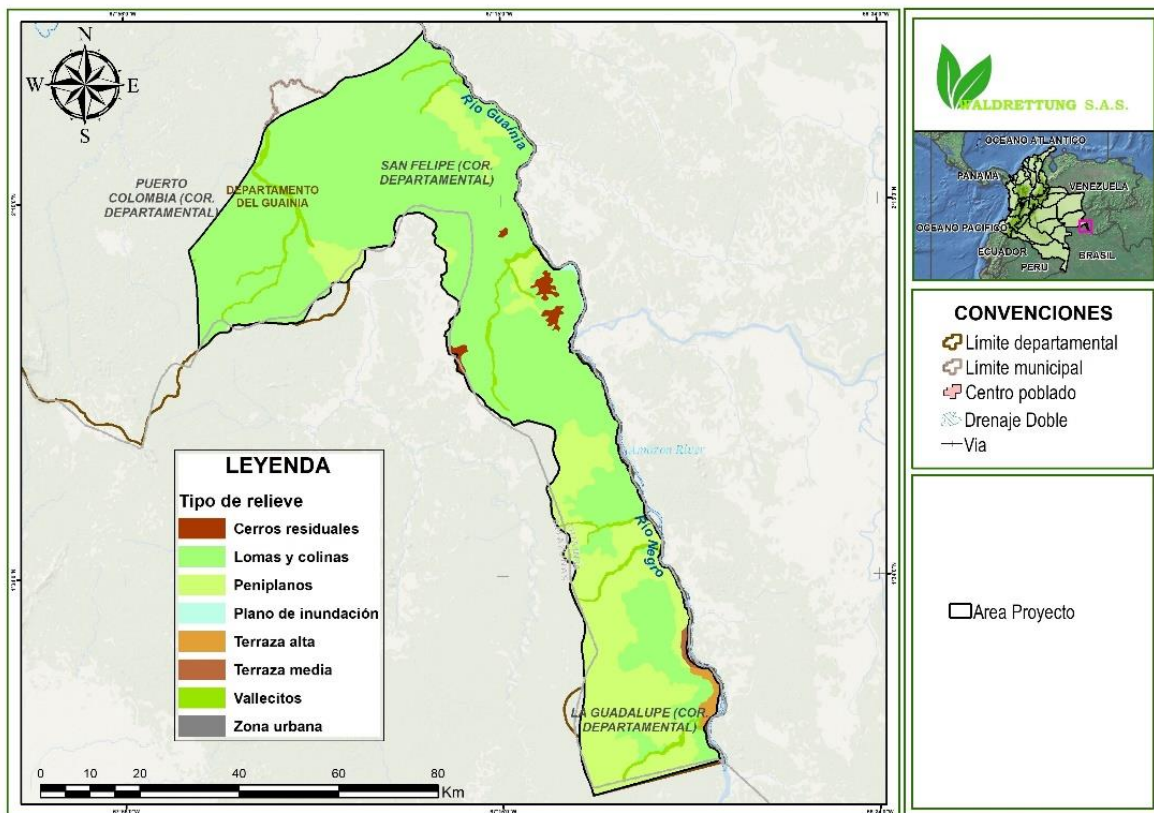 N
W
E
S
Río Guainía
SAN FELIPE (COR.
DEPARTAMENTAL)
PUERTO
COLOMBIA (COR.
DEPARTAMENTAL)
DEPARTAMENTO
DEL GUAINIA
Amazon River
Río Negro
LA GUADALUPE (COR.
DEPARTAMENTAL)
LEYENDA
Tipo de relieve
Cerros residuales
Lomas y colinas
Peniplanos
Plano de inundación
Terraza alta
Terraza media
Vallecitos
Zona urbana
0 10 20 40 60 80
Km
WALDRETTUNG S.A.S.
OCEANO ATLANTICO
PANAMA
VENEZUELA
OCEANO PACIFICO
ECUADOR
BRASIL
PERU
CONVENCIONES
Límite departamental
Límite municipal
Centro poblado
Drenaje Doble
Via
Area Proyecto